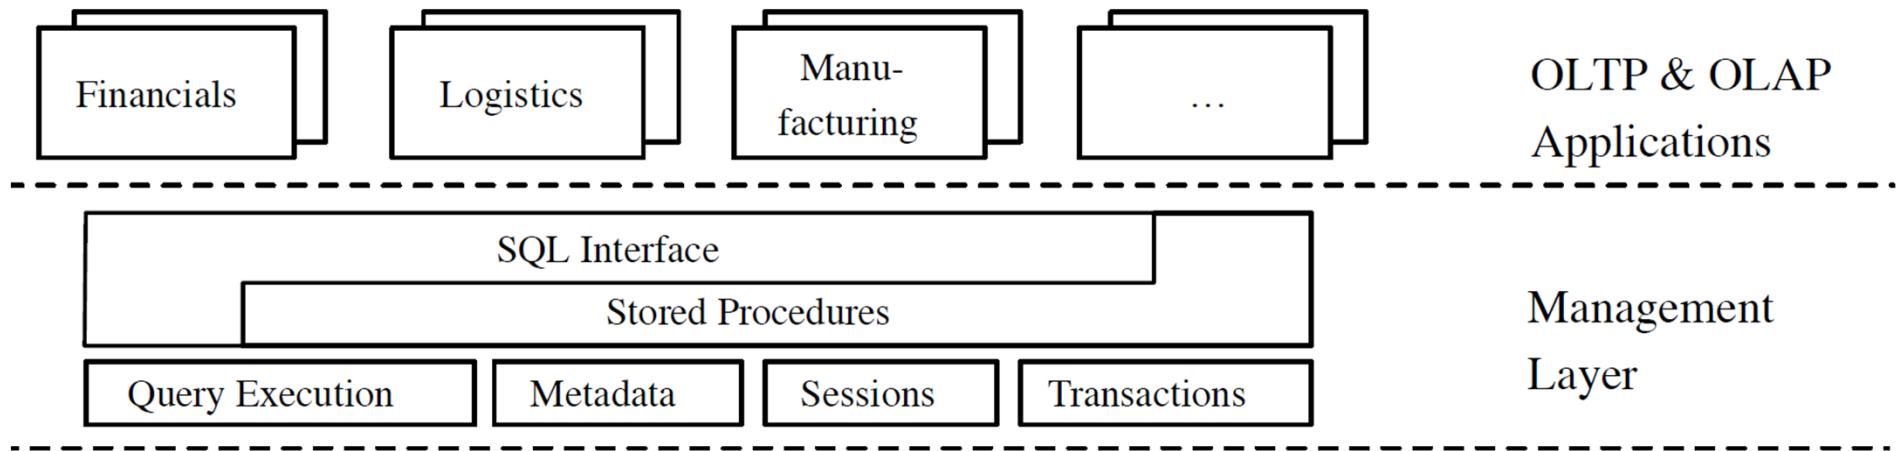 Financials
Logistics
Manu-
facturing
...
OLTP & OLAP
Applications
SQL Interface
Stored Procedures
Management
Layer
Query Execution
Metadata
Sessions
Transactions